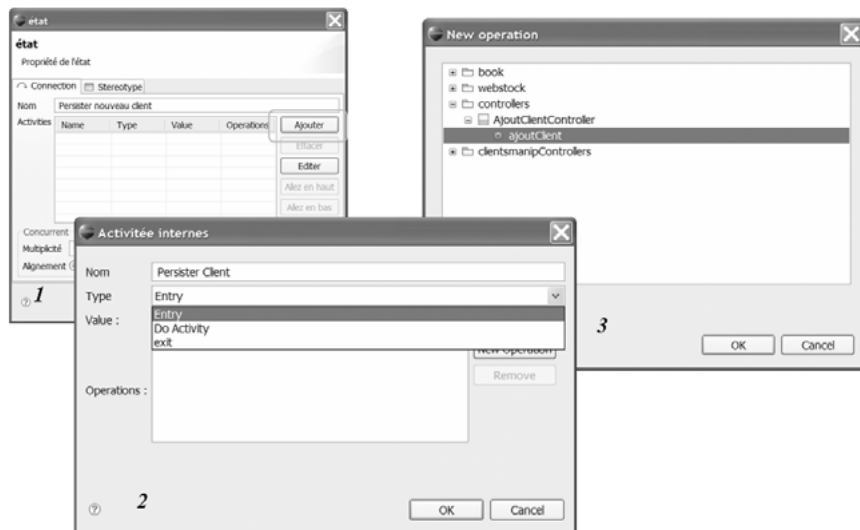 état
état
Propriété de l'état
Connection Stereotype
Nom Persister nouveau client
Activities Name Type Value Operations Ajouter
Effacer
Editer
Allez en haut
Allez en bas
Concurrent
Multiplicité
Alignement
1
Activitée internes
Nom Persister Client
Type Entry
Value :
Entry
Do Activity
exit
New Operation
Remove
Operations :
2
OK Cancel
New operation
book
webstock
controllers
AjoutClientController
ajoutClient
clientsmanipControllers
3
OK Cancel